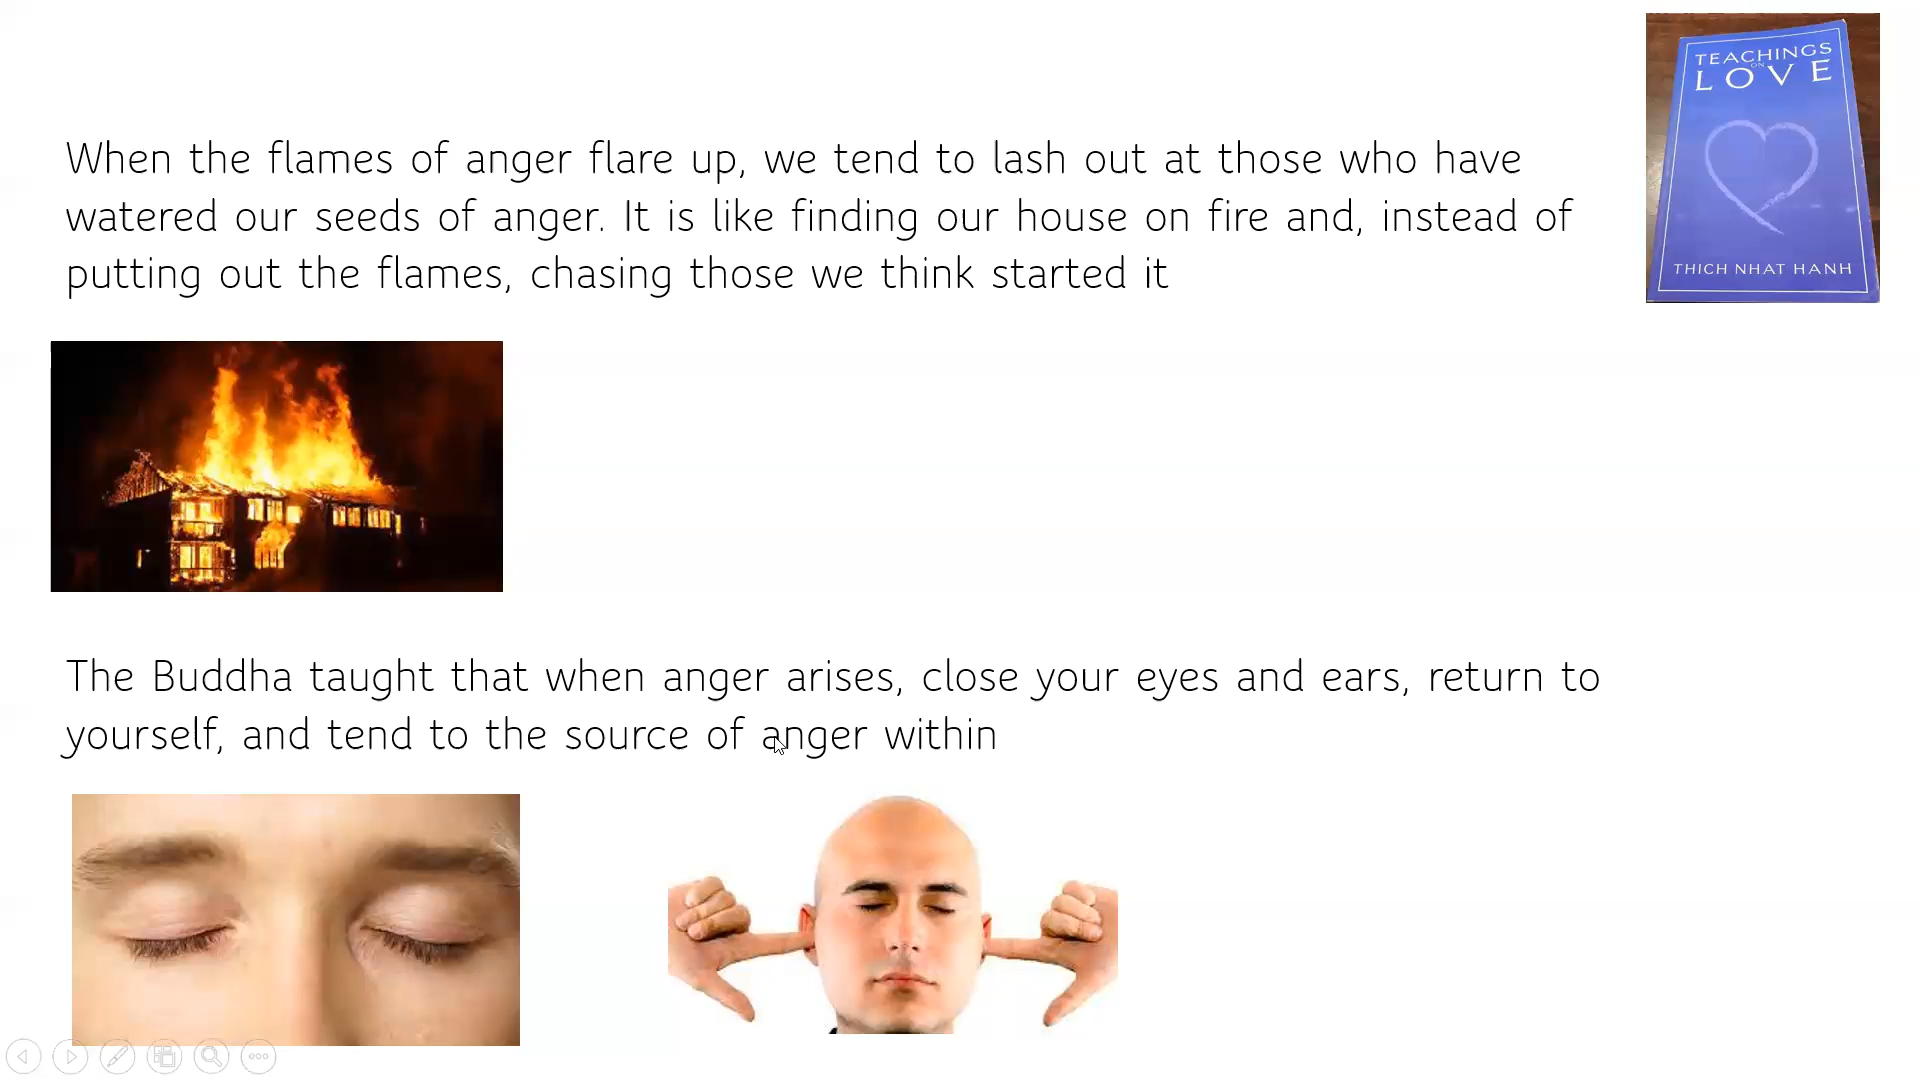 TEACHINGS
ON
LOVE
THICH NHAT HANH
When the flames of anger flare up, we tend to lash out at those who have
watered our seeds of anger. It is like finding our house on fire and, instead of
putting out the flames, chasing those we think started it
The Buddha taught that when anger arises, close your eyes and ears, return to
yourself, and tend to the source of anger within